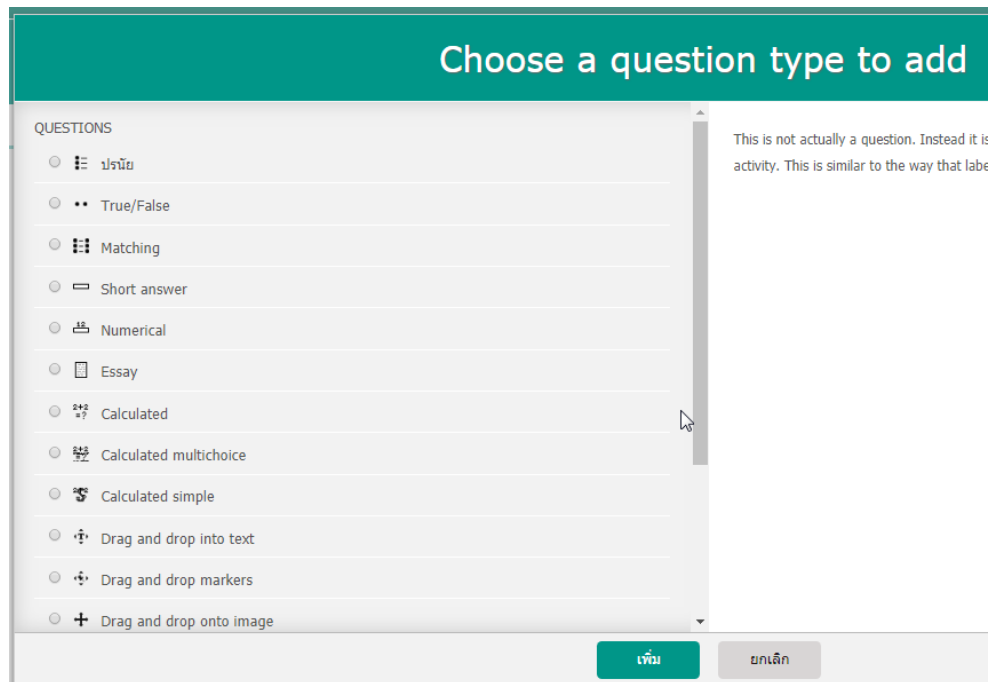 Choose a question type to add
QUESTIONS
ปรนัย
True/False
Matching
Short answer
Numerical
Essay
Calculated
Calculated multichoice
Calculated simple
Drag and drop into text
Drag and drop markers
Drag and drop onto image
This is not actually a question. Instead it is
activity. This is similar to the way that labe
เพิ่ม
ยกเลิก